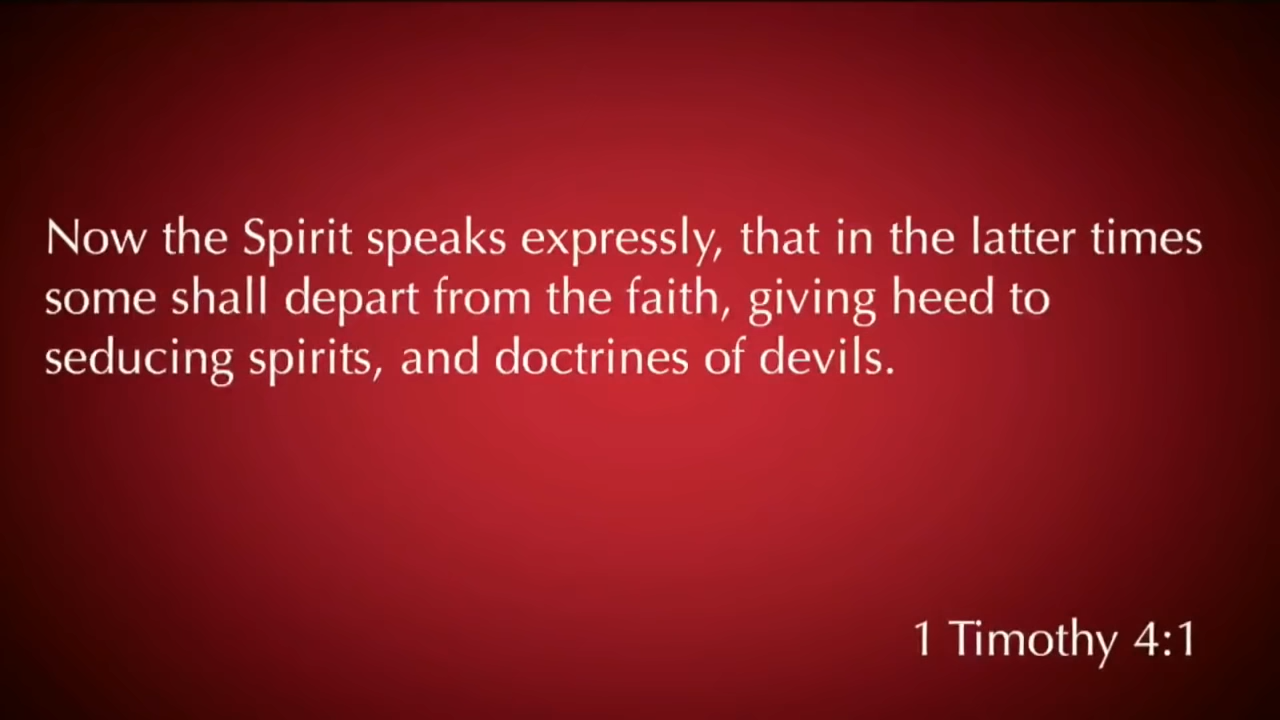 Now the Spirit speaks expressly, that in the latter times
some shall depart from the faith, giving heed to
seducing spirits, and doctrines of devils.
1 Timothy 4:1